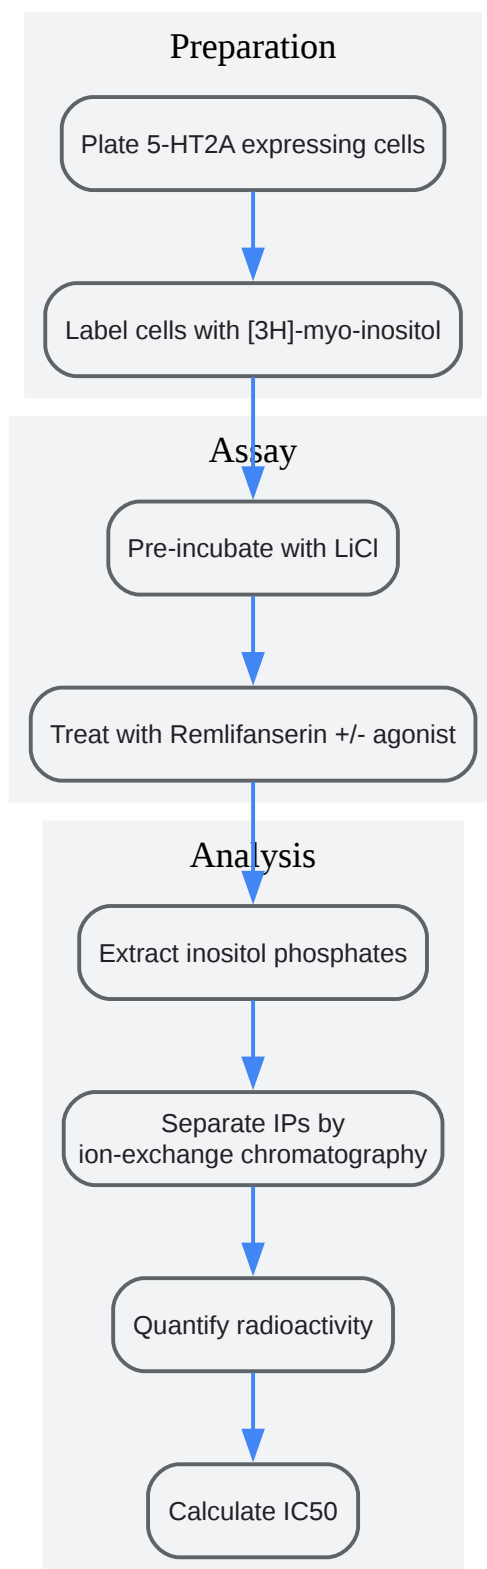 Preparation
Plate 5-HT2A expressing cells
Label cells with [3H]-myo-inositol
Assay
Pre-incubate with LiCl
Treat with Remlifanserin +/- agonist
Analysis
Extract inositol phosphates
Separate IPs by
ion-exchange chromatography
Quantify radioactivity
Calculate IC50